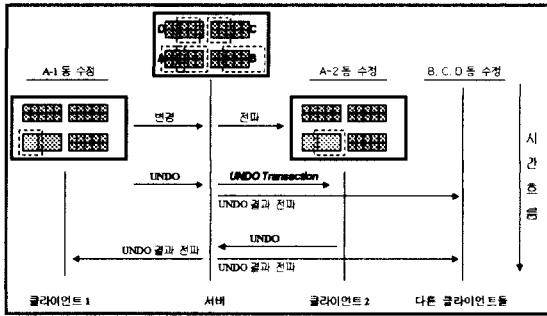 D C
A B
A-1 동 수정
A-2 동 수정
B, C, D 동 수정
변경
전파
시간흐름
UNDO
UNDO Transection
UNDO 결과 전파
UNDO
UNDO 결과 전파
UNDO 결과 전파
클라이언트 1
서버
클라이언트 2
다른 클라이언트들